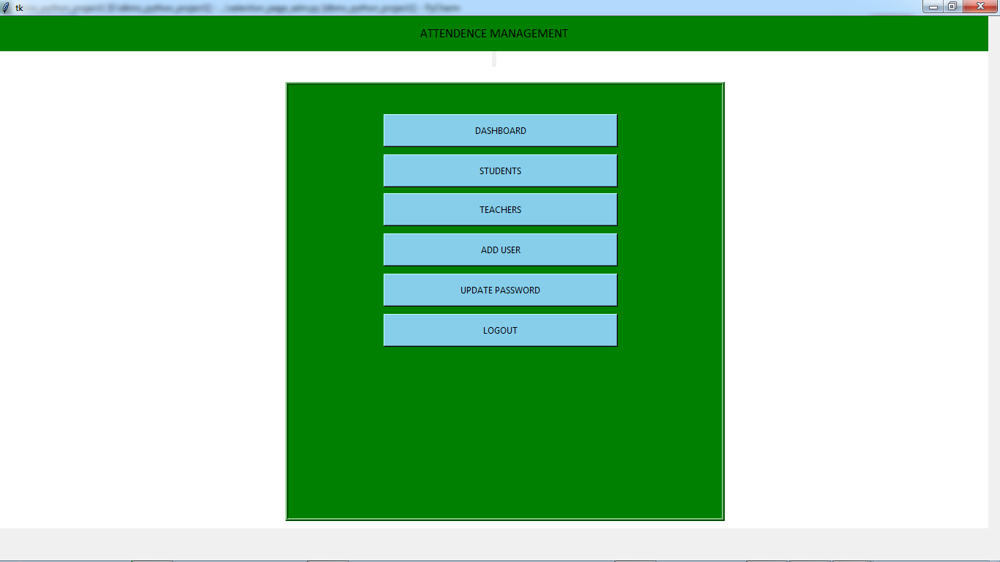 tk
ATTENDENCE MANAGEMENT
DASHBOARD
STUDENTS
TEACHERS
ADD USER
UPDATE PASSWORD
LOGOUT